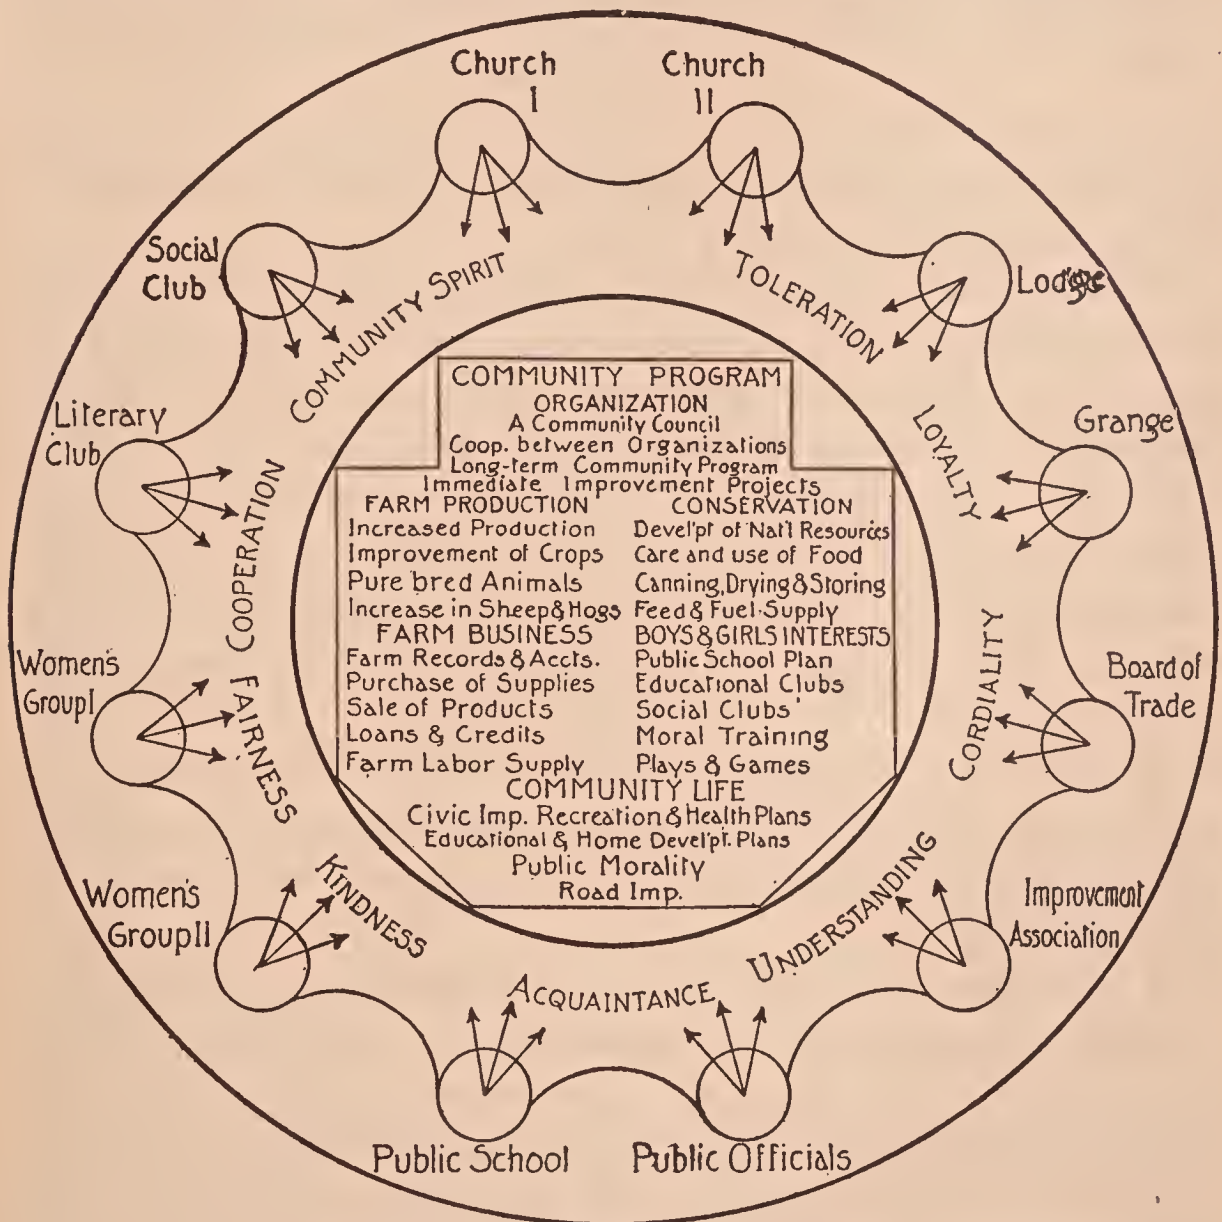 Church
I
Church
II
Social
Club
Lodge
Literary
Club
Grange
Women's
Group I
Board of
Trade
Women's
Group II
Improvement
Association
Public School
Public Officials
COMMUNITY SPIRIT
TOLERATION
LOYALTY
CORDIALITY
UNDERSTANDING
ACQUAINTANCE
KINDNESS
FAIRNESS
COOPERATION
COMMUNITY PROGRAM
ORGANIZATION
A Community Council
Coop. between Organizations
Long-term Community Program
Immediate Improvement Projects
FARM PRODUCTION
Increased Production
Improvement of Crops
Pure bred Animals
Increase in Sheep & Hogs
FARM BUSINESS
Farm Records & Accts.
Purchase of Supplies
Sale of Products
Loans & Credits
Farm Labor Supply
CONSERVATION
Devel'pt of Nat'l Resources
Care and use of Food
Canning, Drying & Storing
Feed & Fuel Supply
BOYS & GIRLS INTERESTS
Public School Plan
Educational Clubs
Social Clubs
Moral Training
Plays & Games
COMMUNITY LIFE
Civic Imp. Recreation & Health Plans
Educational & Home Devel'pt. Plans
Public Morality
Road Imp.